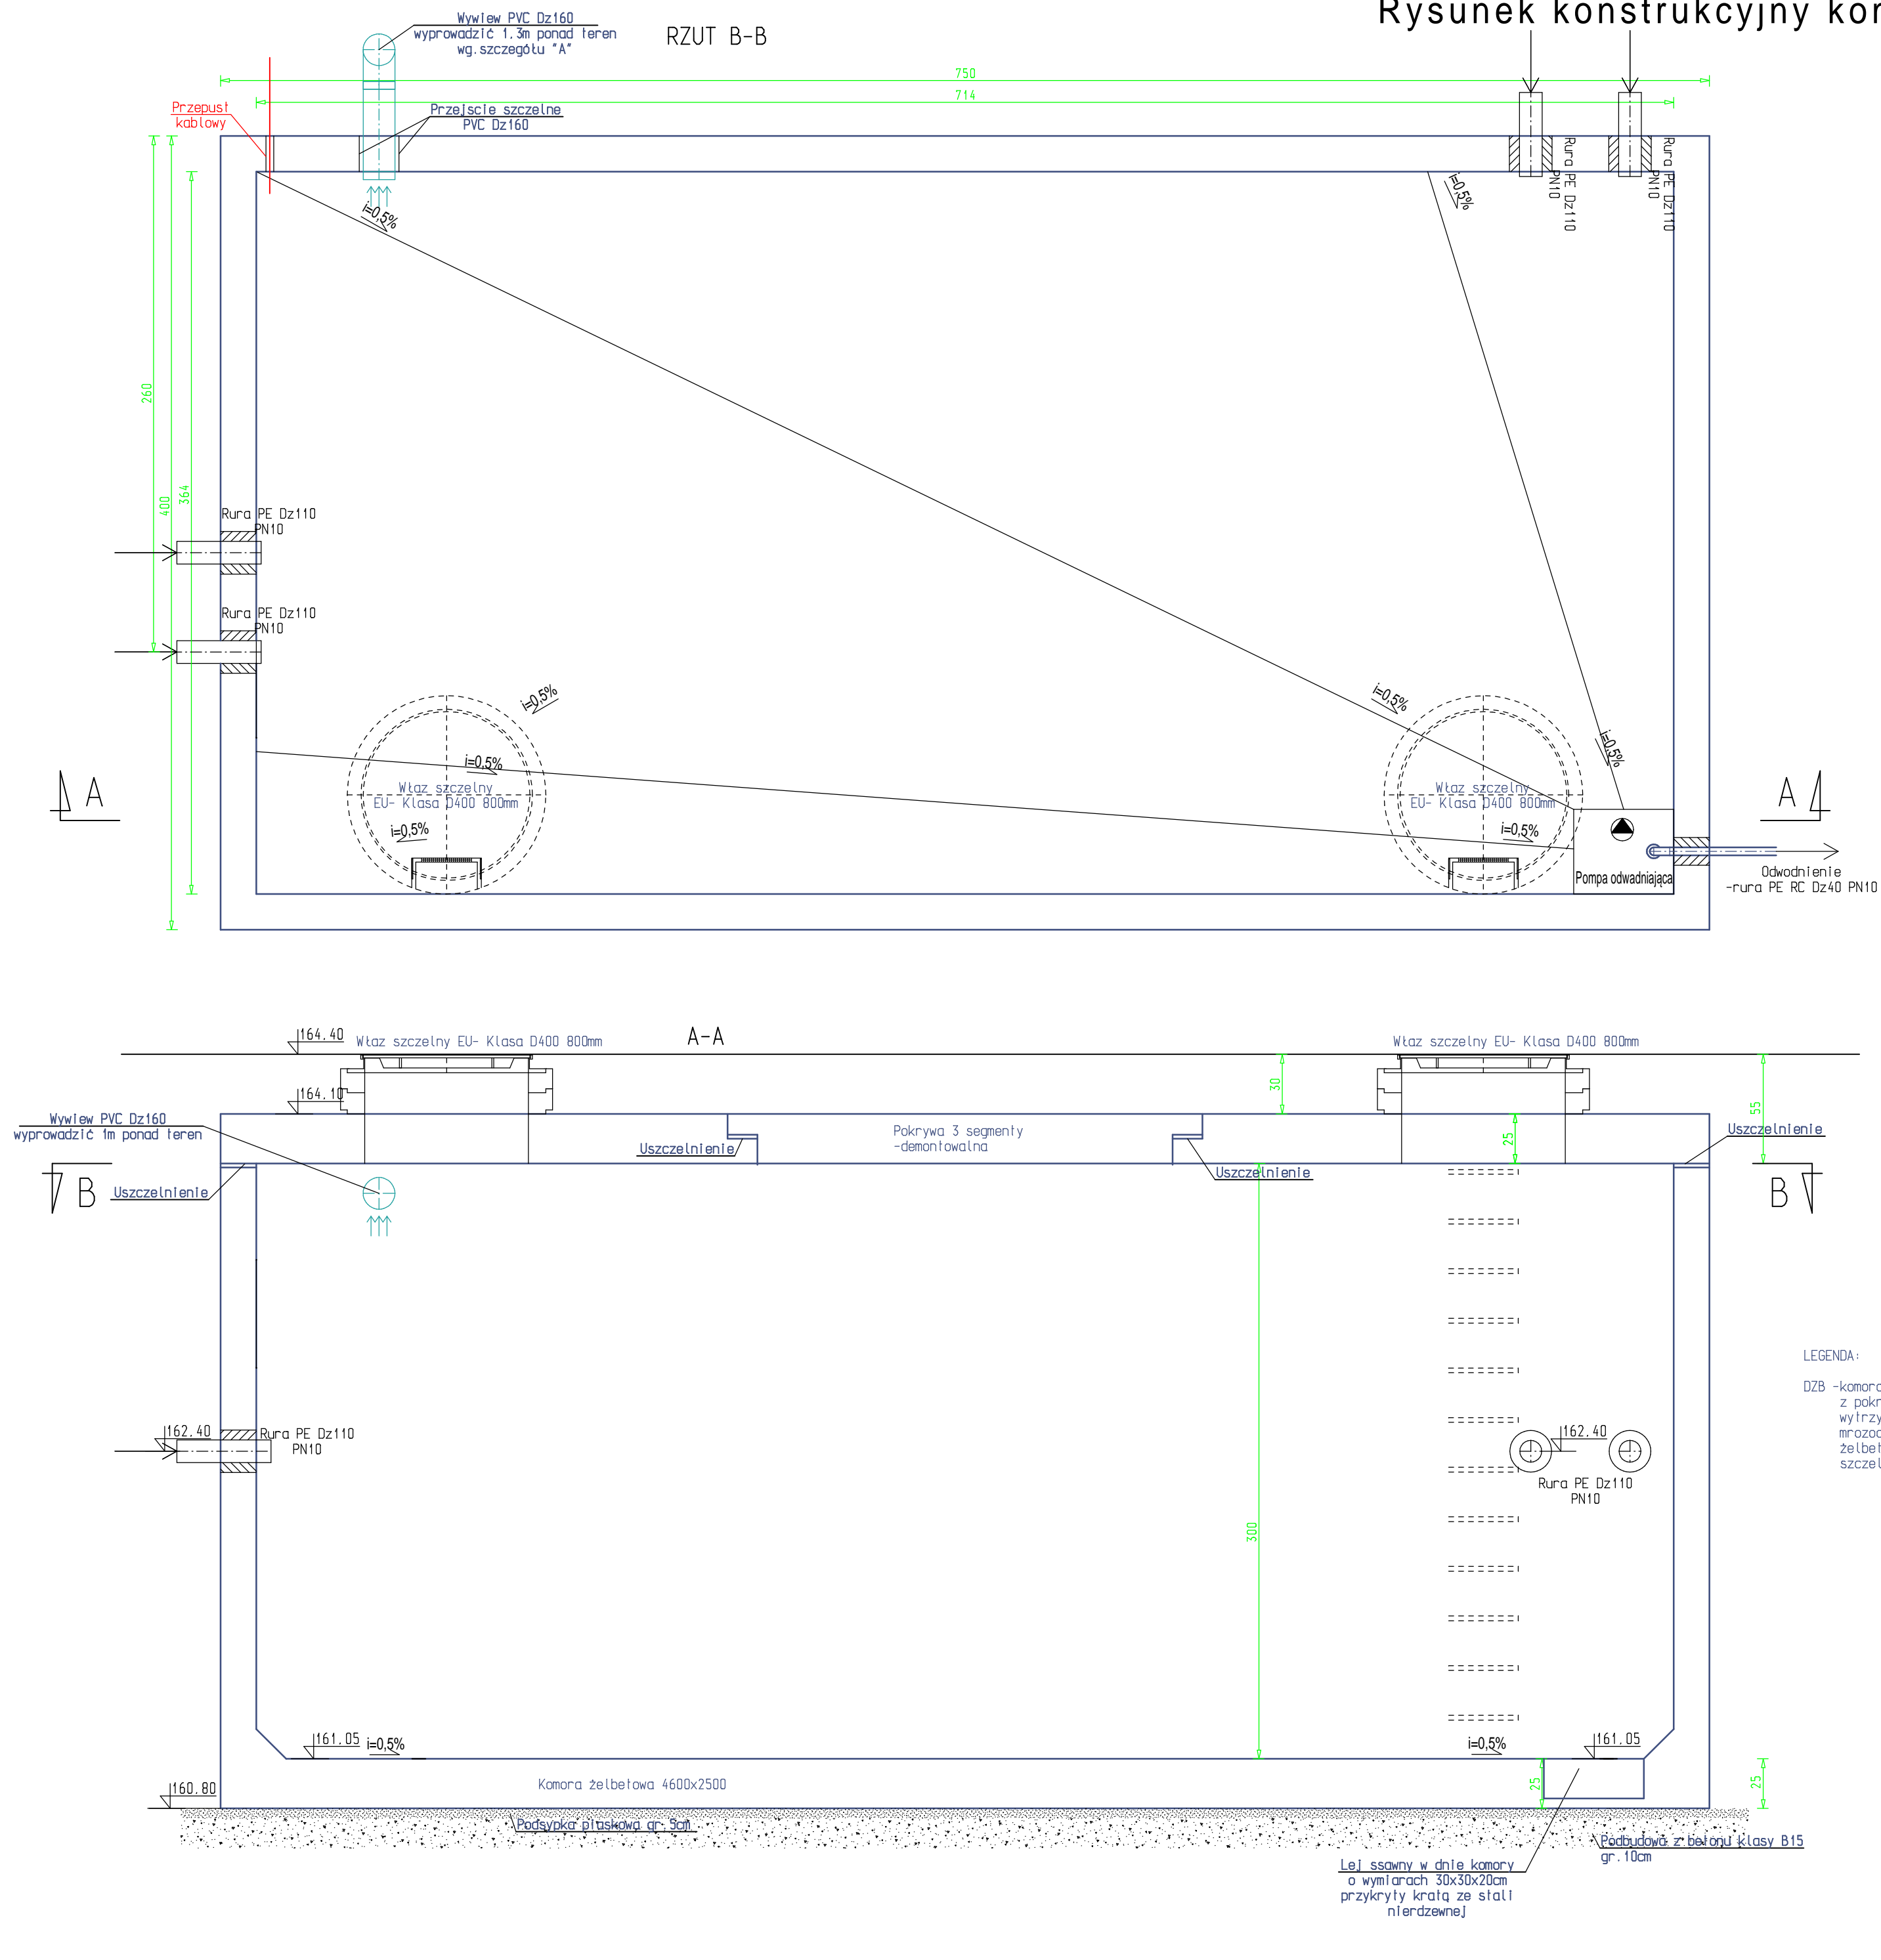 Rysunek konstrukcyjny kor
Wywiew PVC Dz160
wyprowadzić 1.3m ponad teren
wg.szczegółu "A"
RZUT B-B
750
714
Przepust
kablowy
Przejscie szczelne
PVC Dz160
Rura PE Dz110
PN10
Rura PE Dz110
PN10
i=0,5%
i=0,5%
260
400
364
Rura PE Dz110
PN10
Rura PE Dz110
PN10
i=0,5%
i=0,5%
i=0,5%
i=0,5%
Właz szczelny
EU- Klasa D400 800mm
Właz szczelny
EU- Klasa D400 800mm
i=0,5%
i=0,5%
A
A
Pompa odwadniająca
Odwodnienie
-rura PE RC Dz40 PN10
164.40
Właz szczelny EU- Klasa D400 800mm
A-A
Właz szczelny EU- Klasa D400 800mm
30
55
164.10
Wywiew PVC Dz160
wyprowadzić 1m ponad teren
Uszczelnienie
Pokrywa 3 segmenty
-demontowalna
25
Uszczelnienie
Uszczelnienie
Uszczelnienie
B
B
LEGENDA:
DZB -komora
z pokr
wytrzy
mrozoo
żelbet
szczel
162.40
Rura PE Dz110
PN10
162.40
Rura PE Dz110
PN10
300
161.05
i=0,5%
i=0,5%
161.05
160.80
Komora żelbetowa 4600x2500
25
25
Podsypka piaskowa gr.5cm
Podbudowa z betonu klasy B15
gr.10cm
Lej ssawny w dnie komory
o wymiarach 30x30x20cm
przykryty kratą ze stali
nierdzewnej